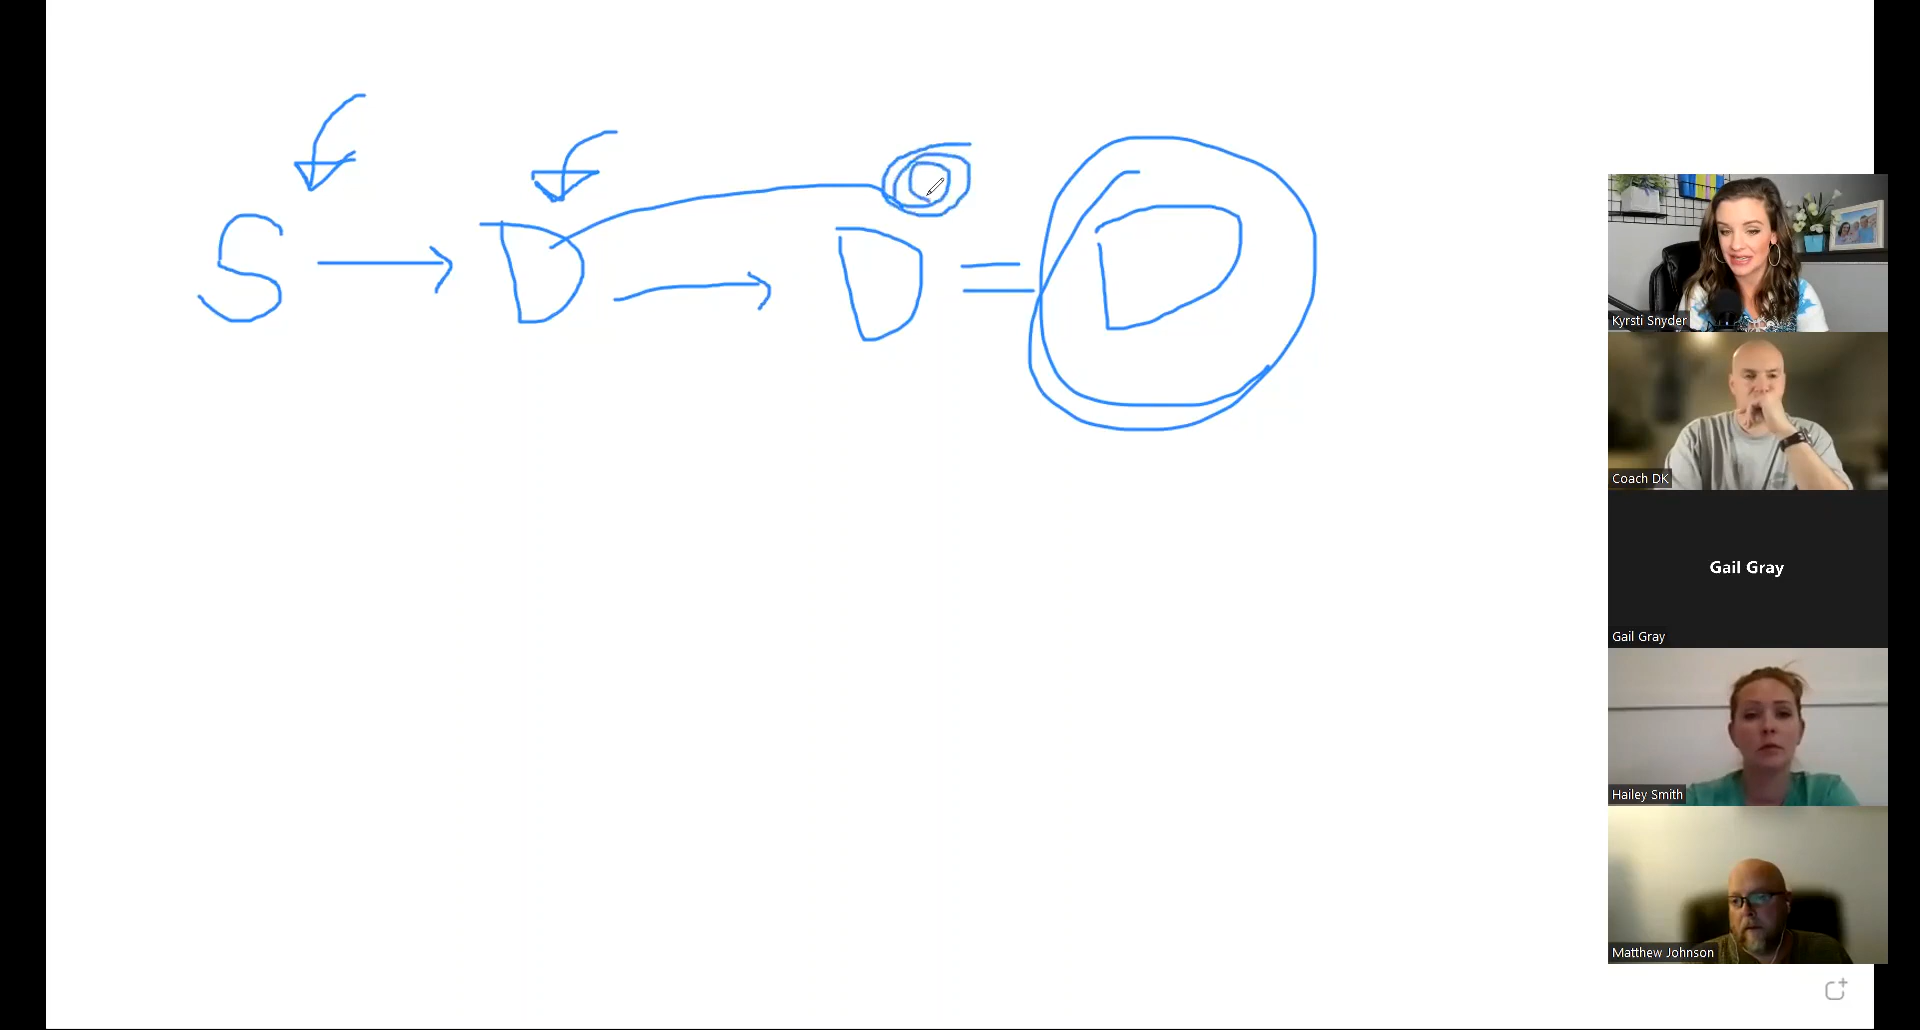 S → D → D = D
Kyrsti Snyder
Coach DK
Gail Gray
Gail Gray
Hailey Smith
Matthew Johnson